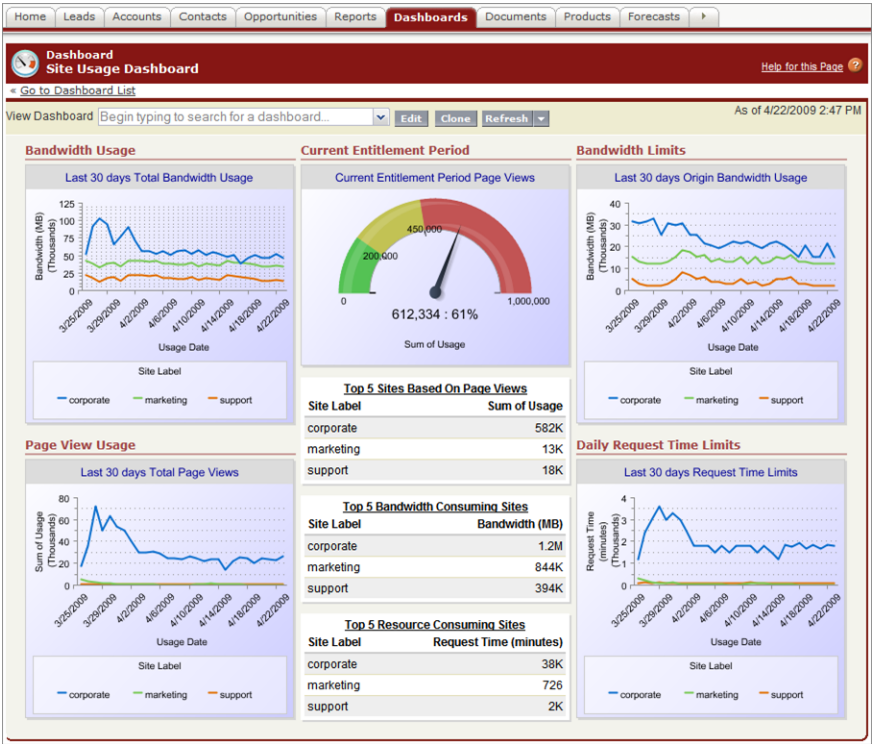 Home Leads Accounts Contacts Opportunities Reports Dashboards Documents Products Forecasts
Dashboard
Site Usage Dashboard
Help for this Page ?
« Go to Dashboard List
View Dashboard Begin typing to search for a dashboard... Edit Clone Refresh
As of 4/22/2009 2:47 PM
Bandwidth Usage
Last 30 days Total Bandwidth Usage
Bandwidth (MB)
(Thousands)
125
100
75
50
25
0
3/25/2009 3/29/2009 4/2/2009 4/6/2009 4/10/2009 4/14/2009 4/18/2009 4/22/2009
Usage Date
Site Label
corporate marketing support
Page View Usage
Last 30 days Total Page Views
Sum of Usage
(Thousands)
80
60
40
20
0
3/25/2009 3/29/2009 4/2/2009 4/6/2009 4/10/2009 4/14/2009 4/18/2009 4/22/2009
Usage Date
Site Label
corporate marketing support
Current Entitlement Period
Current Entitlement Period Page Views
450,000
200,000
0 1,000,000
612,334 : 61%
Sum of Usage
Top 5 Sites Based On Page Views
Site Label Sum of Usage
corporate 582K
marketing 13K
support 18K
Top 5 Bandwidth Consuming Sites
Site Label Bandwidth (MB)
corporate 1.2M
marketing 844K
support 394K
Top 5 Resource Consuming Sites
Site Label Request Time (minutes)
corporate 38K
marketing 726
support 2K
Bandwidth Limits
Last 30 days Origin Bandwidth Usage
Bandwidth (MB)
(Thousands)
40
30
20
10
0
3/25/2009 3/29/2009 4/2/2009 4/6/2009 4/10/2009 4/14/2009 4/18/2009 4/22/2009
Usage Date
Site Label
corporate marketing support
Daily Request Time Limits
Last 30 days Request Time Limits
Request Time
(minutes)
(Thousands)
4
3
2
1
0
3/25/2009 3/29/2009 4/2/2009 4/6/2009 4/10/2009 4/14/2009 4/18/2009 4/22/2009
Usage Date
Site Label
corporate marketing support